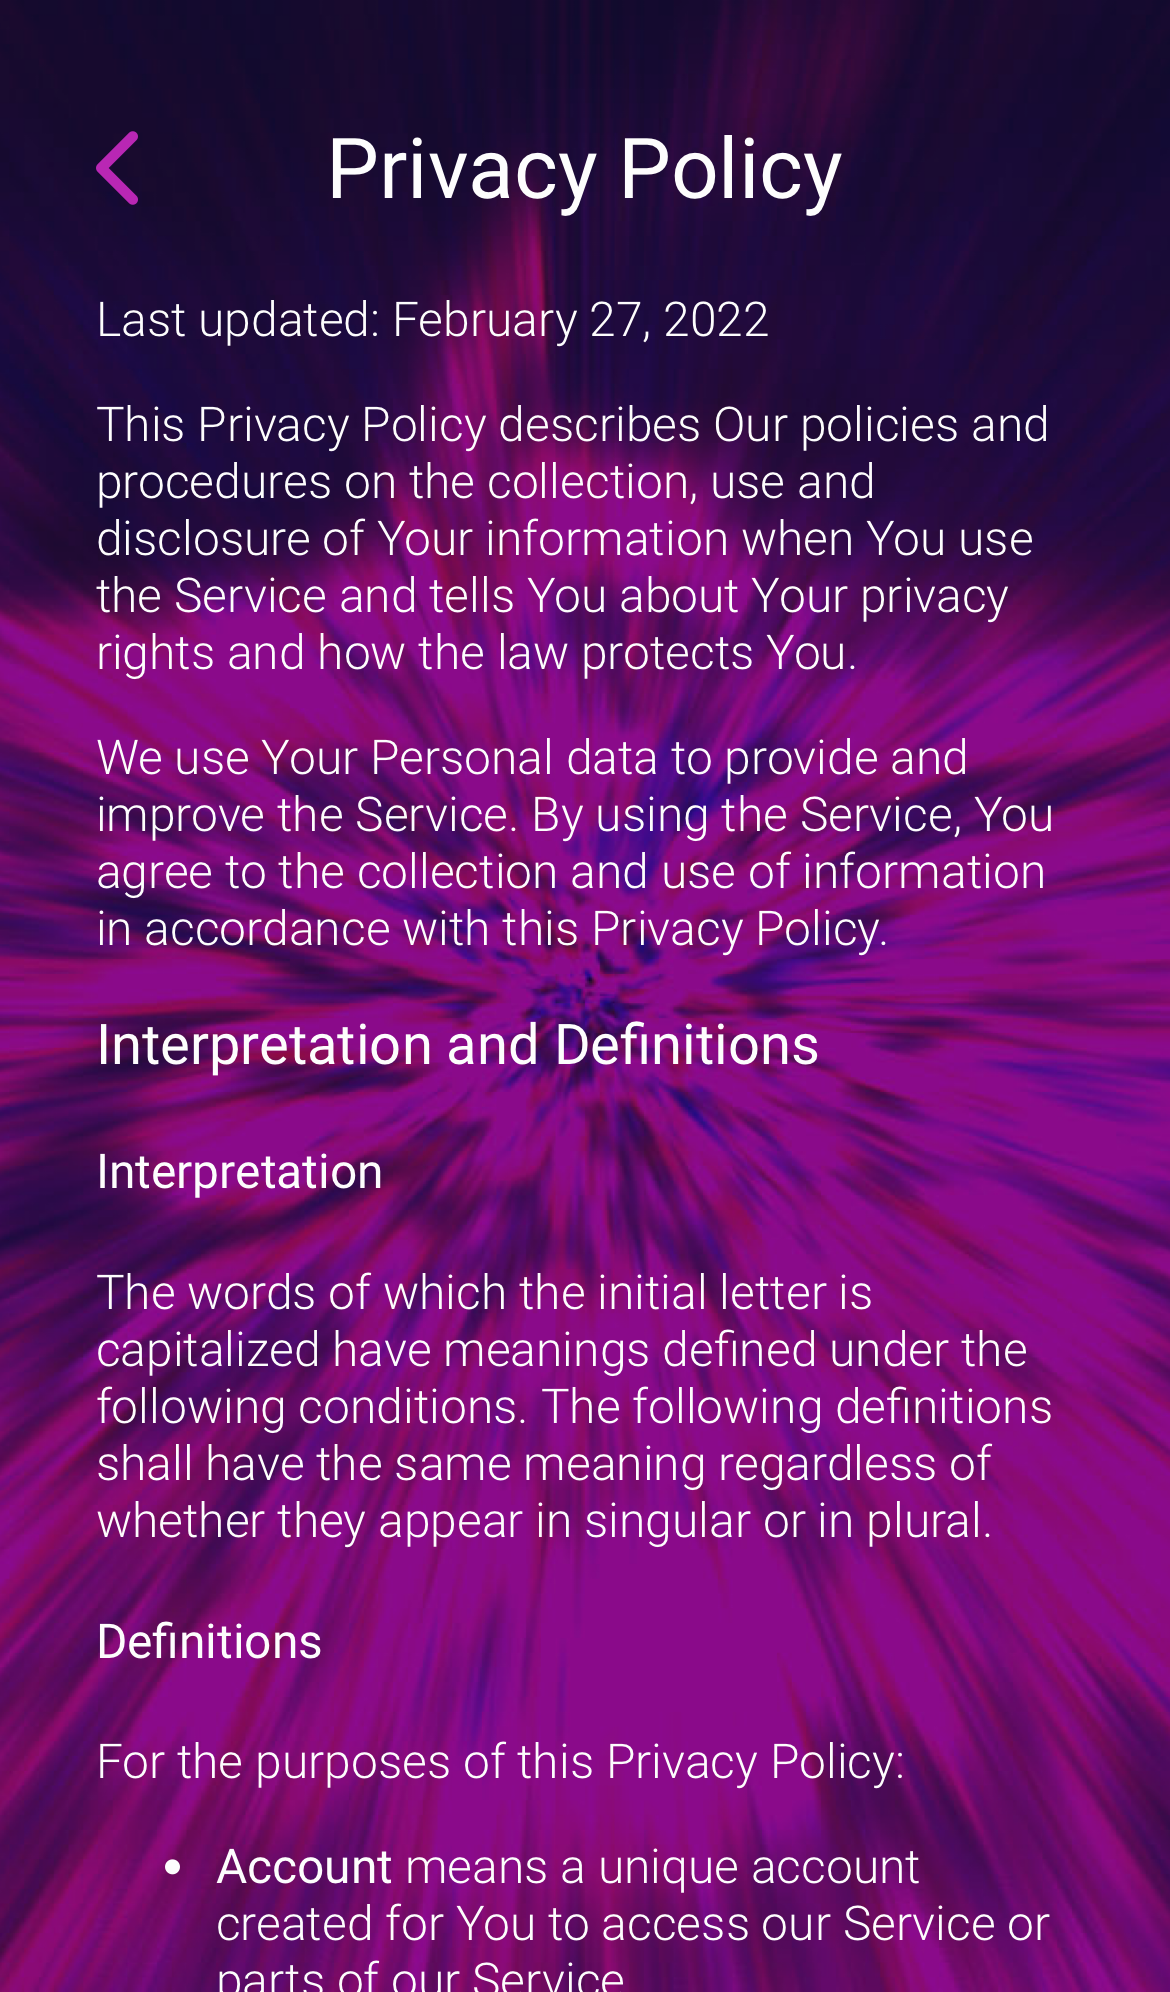 Privacy Policy
Last updated: February 27, 2022
This Privacy Policy describes Our policies and
procedures on the collection, use and
disclosure of Your information when You use
the Service and tells You about Your privacy
rights and how the law protects You.
We use Your Personal data to provide and
improve the Service. By using the Service, You
agree to the collection and use of information
in accordance with this Privacy Policy.
Interpretation and Definitions
Interpretation
The words of which the initial letter is
capitalized have meanings defined under the
following conditions. The following definitions
shall have the same meaning regardless of
whether they appear in singular or in plural.
Definitions
For the purposes of this Privacy Policy:
• Account means a unique account
created for You to access our Service or
parts of our Service